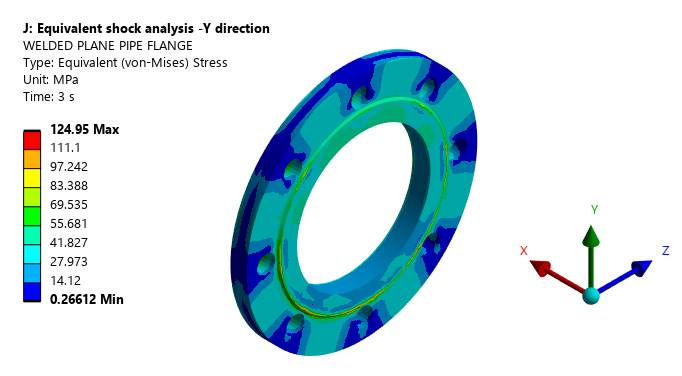 J: Equivalent shock analysis -Y direction
WELDED PLANE PIPE FLANGE
Type: Equivalent (von-Mises) Stress
Unit: MPa
Time: 3 s
124.95 Max
111.1
97.242
83.388
69.535
55.681
41.827
27.973
14.12
0.26612 Min
Y
X
Z